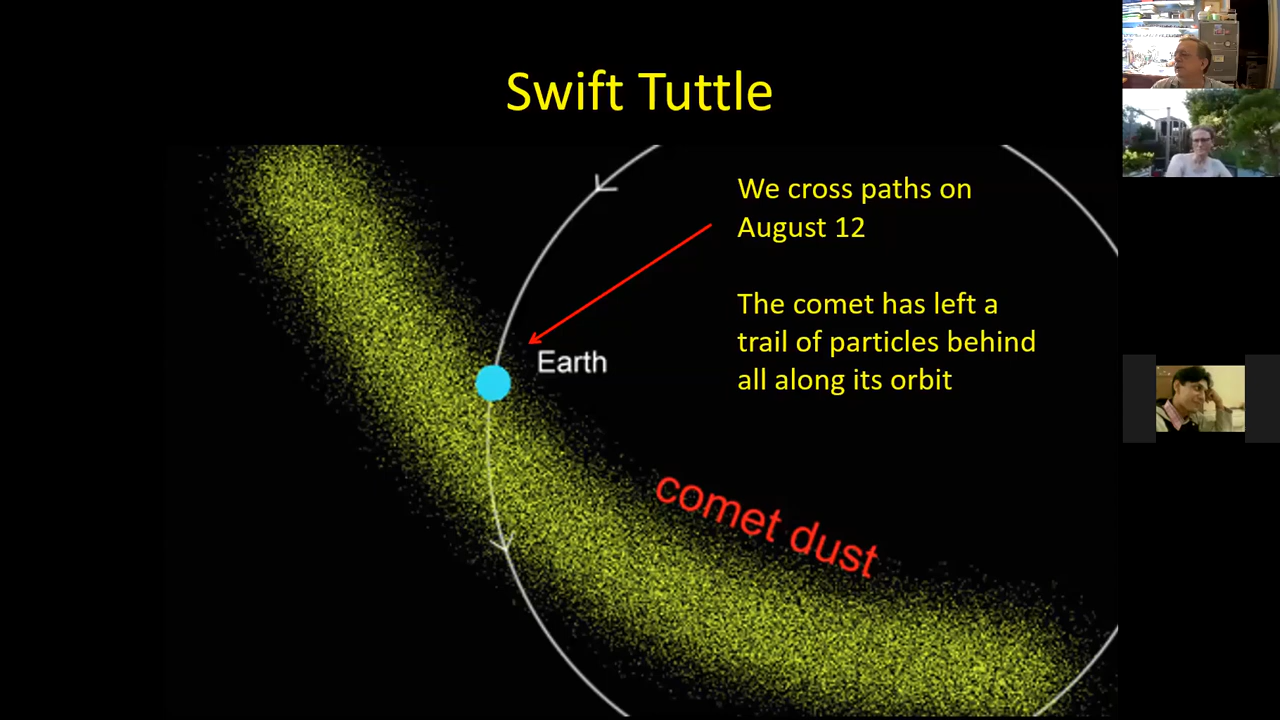 Swift Tuttle
We cross paths on
August 12
The comet has left a
trail of particles behind
all along its orbit
Earth
comet dust